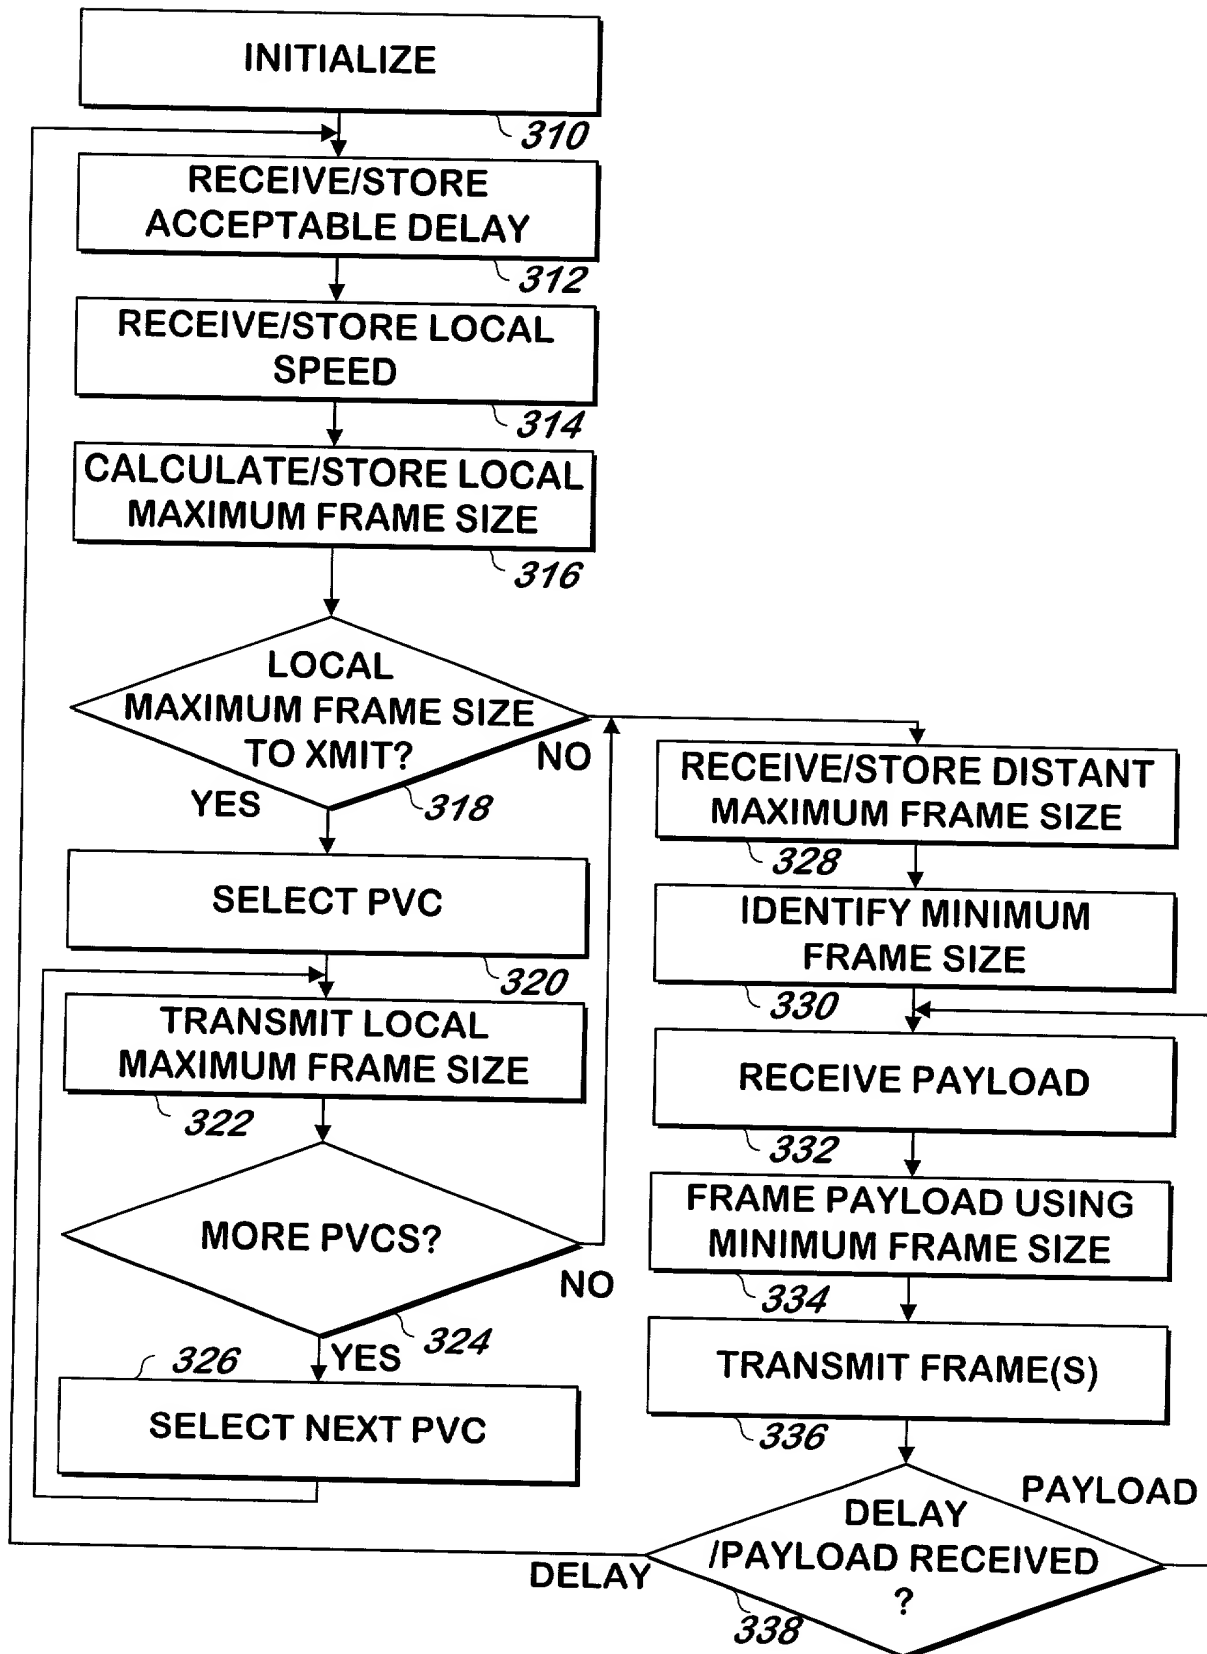 INITIALIZE
310
RECEIVE/STORE
ACCEPTABLE DELAY
312
RECEIVE/STORE LOCAL
SPEED
314
CALCULATE/STORE LOCAL
MAXIMUM FRAME SIZE
316
LOCAL
MAXIMUM FRAME SIZE
TO XMIT?
NO
YES
318
SELECT PVC
320
TRANSMIT LOCAL
MAXIMUM FRAME SIZE
322
MORE PVCS?
NO
324
YES
326
SELECT NEXT PVC
RECEIVE/STORE DISTANT
MAXIMUM FRAME SIZE
328
IDENTIFY MINIMUM
FRAME SIZE
330
RECEIVE PAYLOAD
332
FRAME PAYLOAD USING
MINIMUM FRAME SIZE
334
TRANSMIT FRAME(S)
336
PAYLOAD
DELAY
/PAYLOAD RECEIVED
?
DELAY
338